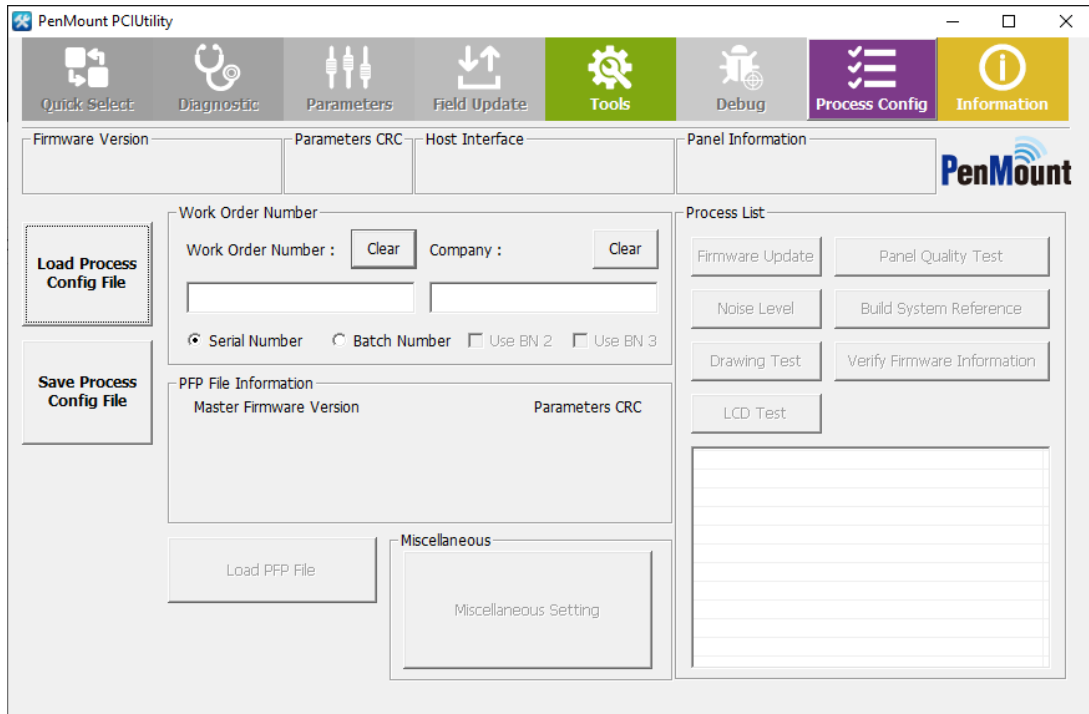 PenMount PCIUtility
Quick Select
Diagnostic
Parameters
Field Update
Tools
Debug
Process Config
Information
Firmware Version
Parameters CRC
Host Interface
Panel Information
PenMount
Load Process
Config File
Save Process
Config File
Work Order Number
Work Order Number :
Clear
Company :
Clear
Serial Number
Batch Number
Use BN 2
Use BN 3
PFP File Information
Master Firmware Version
Parameters CRC
Load PFP File
Miscellaneous
Miscellaneous Setting
Process List
Firmware Update
Panel Quality Test
Noise Level
Build System Reference
Drawing Test
Verify Firmware Information
LCD Test